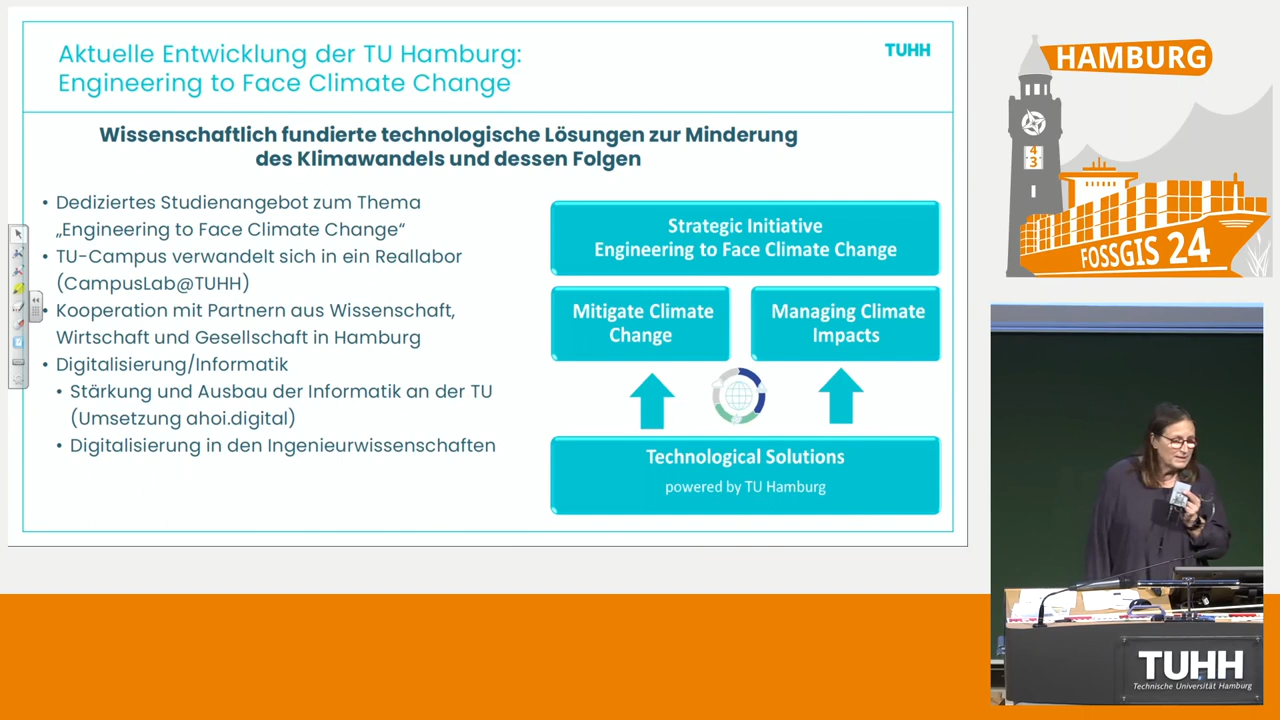 Aktuelle Entwicklung der TU Hamburg:
Engineering to Face Climate Change
TUHH
Wissenschaftlich fundierte technologische Lösungen zur Minderung
des Klimawandels und dessen Folgen
• Dediziertes Studienangebot zum Thema
„Engineering to Face Climate Change“
• TU-Campus verwandelt sich in ein Reallabor
(CampusLab@TUHH)
• Kooperation mit Partnern aus Wissenschaft,
Wirtschaft und Gesellschaft in Hamburg
• Digitalisierung/Informatik
• Stärkung und Ausbau der Informatik an der TU
(Umsetzung ahoi.digital)
• Digitalisierung in den Ingenieurwissenschaften
Strategic Initiative
Engineering to Face Climate Change
Mitigate Climate
Change
Managing Climate
Impacts
Technological Solutions
powered by TU Hamburg
HAMBURG
4
3
FOSSGIS 24
TUHH
Technische Universität Hamburg